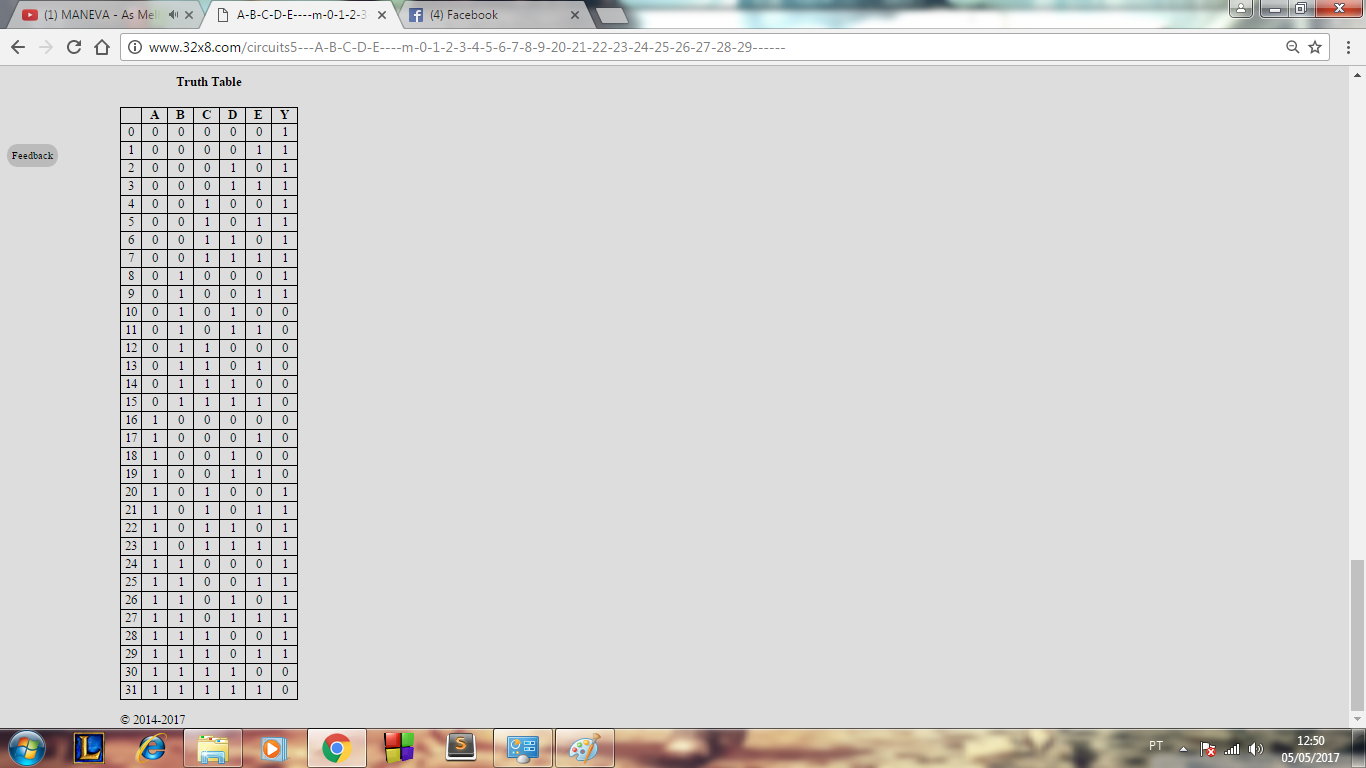 (1) MANEVA - As Mel
A-B-C-D-E----m-0-1-2-3
(4) Facebook
www.32x8.com/circuits5---A-B-C-D-E----m-0-1-2-3-4-5-6-7-8-9-20-21-22-23-24-25-26-27-28-29------
Truth Table
A B C D E Y
0 0 0 0 0 0 1
1 0 0 0 0 1 1
2 0 0 0 1 0 1
3 0 0 0 1 1 1
4 0 0 1 0 0 1
5 0 0 1 0 1 1
6 0 0 1 1 0 1
7 0 0 1 1 1 1
8 0 1 0 0 0 1
9 0 1 0 0 1 1
10 0 1 0 1 0 0
11 0 1 0 1 1 0
12 0 1 1 0 0 0
13 0 1 1 0 1 0
14 0 1 1 1 0 0
15 0 1 1 1 1 0
16 1 0 0 0 0 0
17 1 0 0 0 1 0
18 1 0 0 1 0 0
19 1 0 0 1 1 0
20 1 0 1 0 0 1
21 1 0 1 0 1 1
22 1 0 1 1 0 1
23 1 0 1 1 1 1
24 1 1 0 0 0 1
25 1 1 0 0 1 1
26 1 1 0 1 0 1
27 1 1 0 1 1 1
28 1 1 1 0 0 1
29 1 1 1 0 1 1
30 1 1 1 1 0 0
31 1 1 1 1 1 0
Feedback
© 2014-2017
PT
12:50
05/05/2017